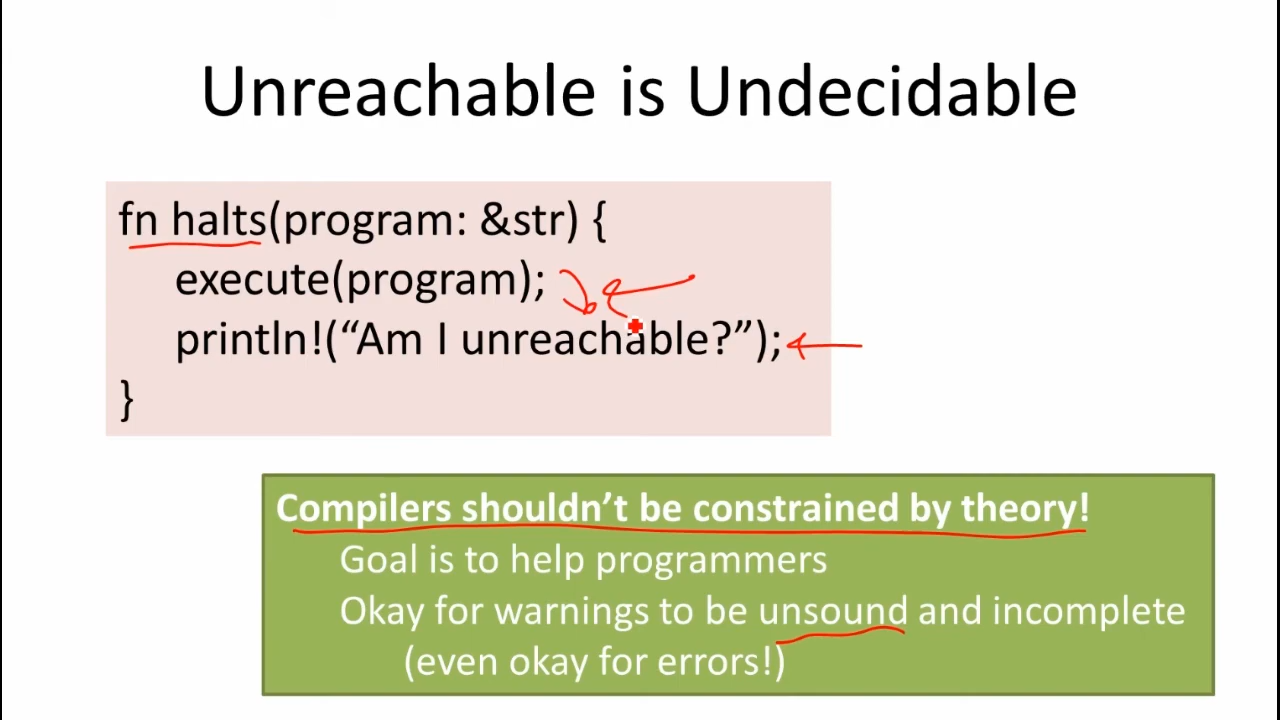 Unreachable is Undecidable
fn halts(program: &str) {
execute(program);
println!(“Am I unreachable?”);
}
Compilers shouldn’t be constrained by theory!
Goal is to help programmers
Okay for warnings to be unsound and incomplete
(even okay for errors!)